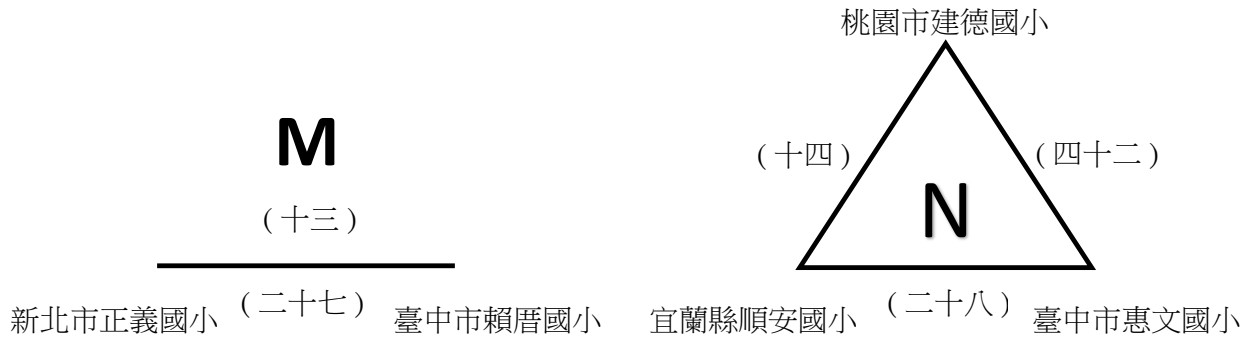 M
(十三)
(二十七)
新北市正義國小
臺中市賴厝國小
桃園市建德國小
(十四)
(四十二)
N
(二十八)
宜蘭縣順安國小
臺中市惠文國小